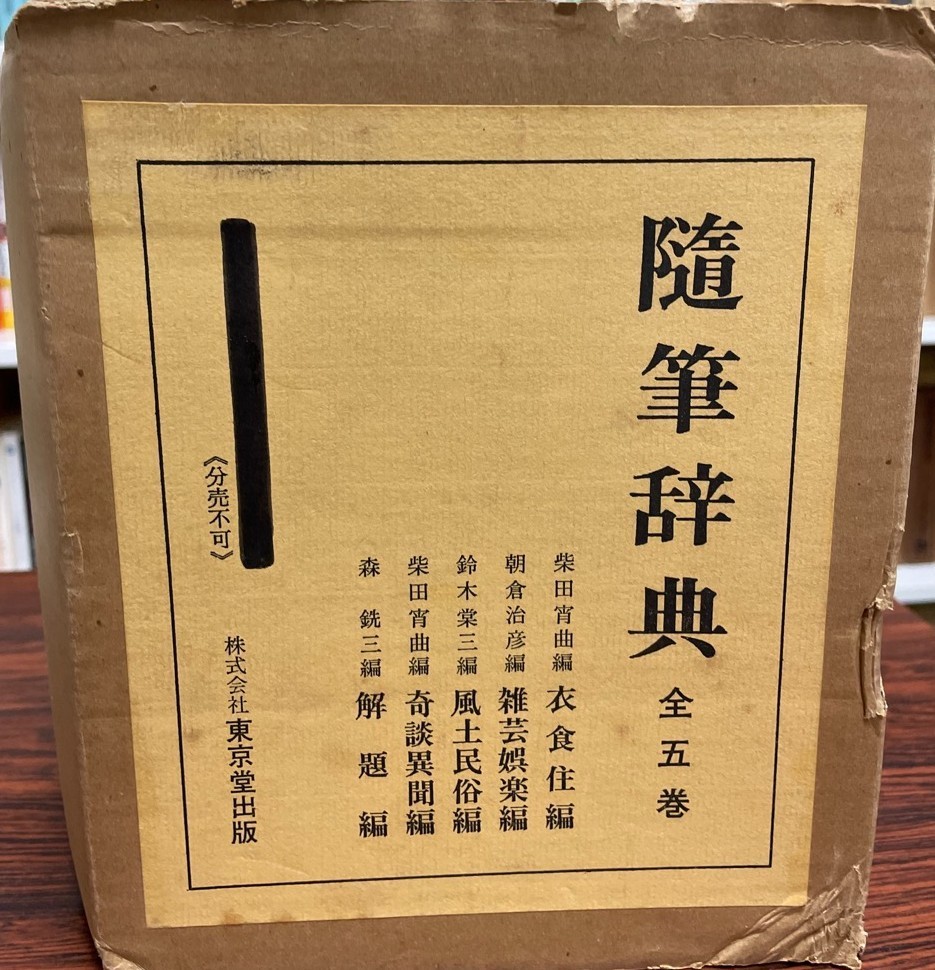 隨筆辞典 全五巻
柴田宵曲編 衣食住編
朝倉治彦編 雑芸娯楽編
鈴木棠三編 風土民俗編
柴田宵曲編 奇談異聞編
森銑三編 解題編
《分売不可》
株式会社 東京堂出版